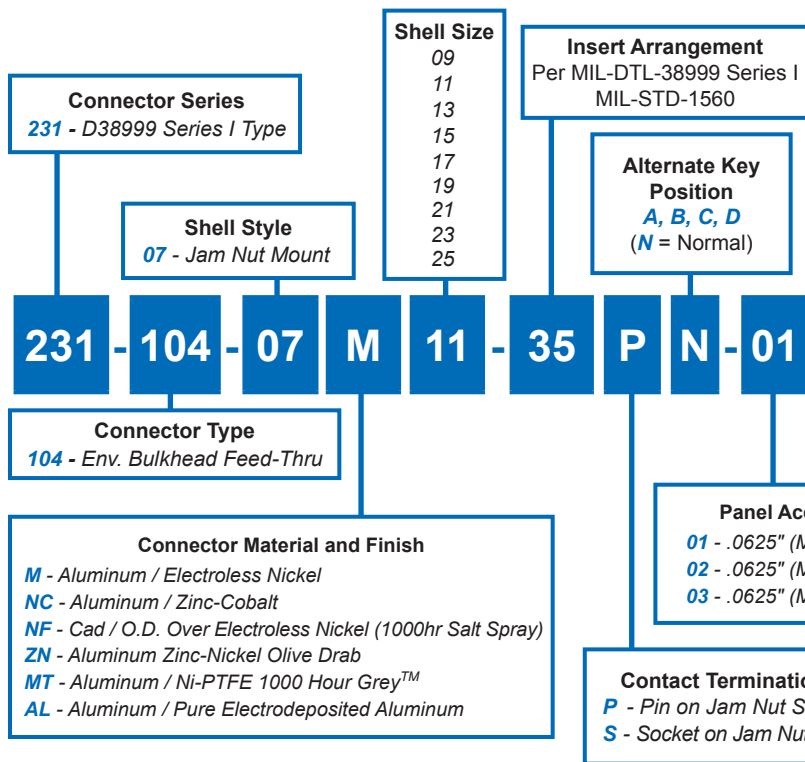 Connector Series
231 - D38999 Series I Type
Shell Style
07 - Jam Nut Mount
Shell Size
09
11
13
15
17
19
21
23
25
Insert Arrangement
Per MIL-DTL-38999 Series I
MIL-STD-1560
Alternate Key
Position
A, B, C, D
(N = Normal)
231 - 104 - 07 M 11 - 35 P N - 01
Connector Type
104 - Env. Bulkhead Feed-Thru
Connector Material and Finish
M - Aluminum / Electroless Nickel
NC - Aluminum / Zinc-Cobalt
NF - Cad / O.D. Over Electroless Nickel (1000hr Salt Spray)
ZN - Aluminum Zinc-Nickel Olive Drab
MT - Aluminum / Ni-PTFE 1000 Hour Grey™
AL - Aluminum / Pure Electrodeposited Aluminum
Panel
01 - .0625"
02 - .0625"
03 - .0625"
Contact
P - Pin on Jam Nut
S - Socket on Jam